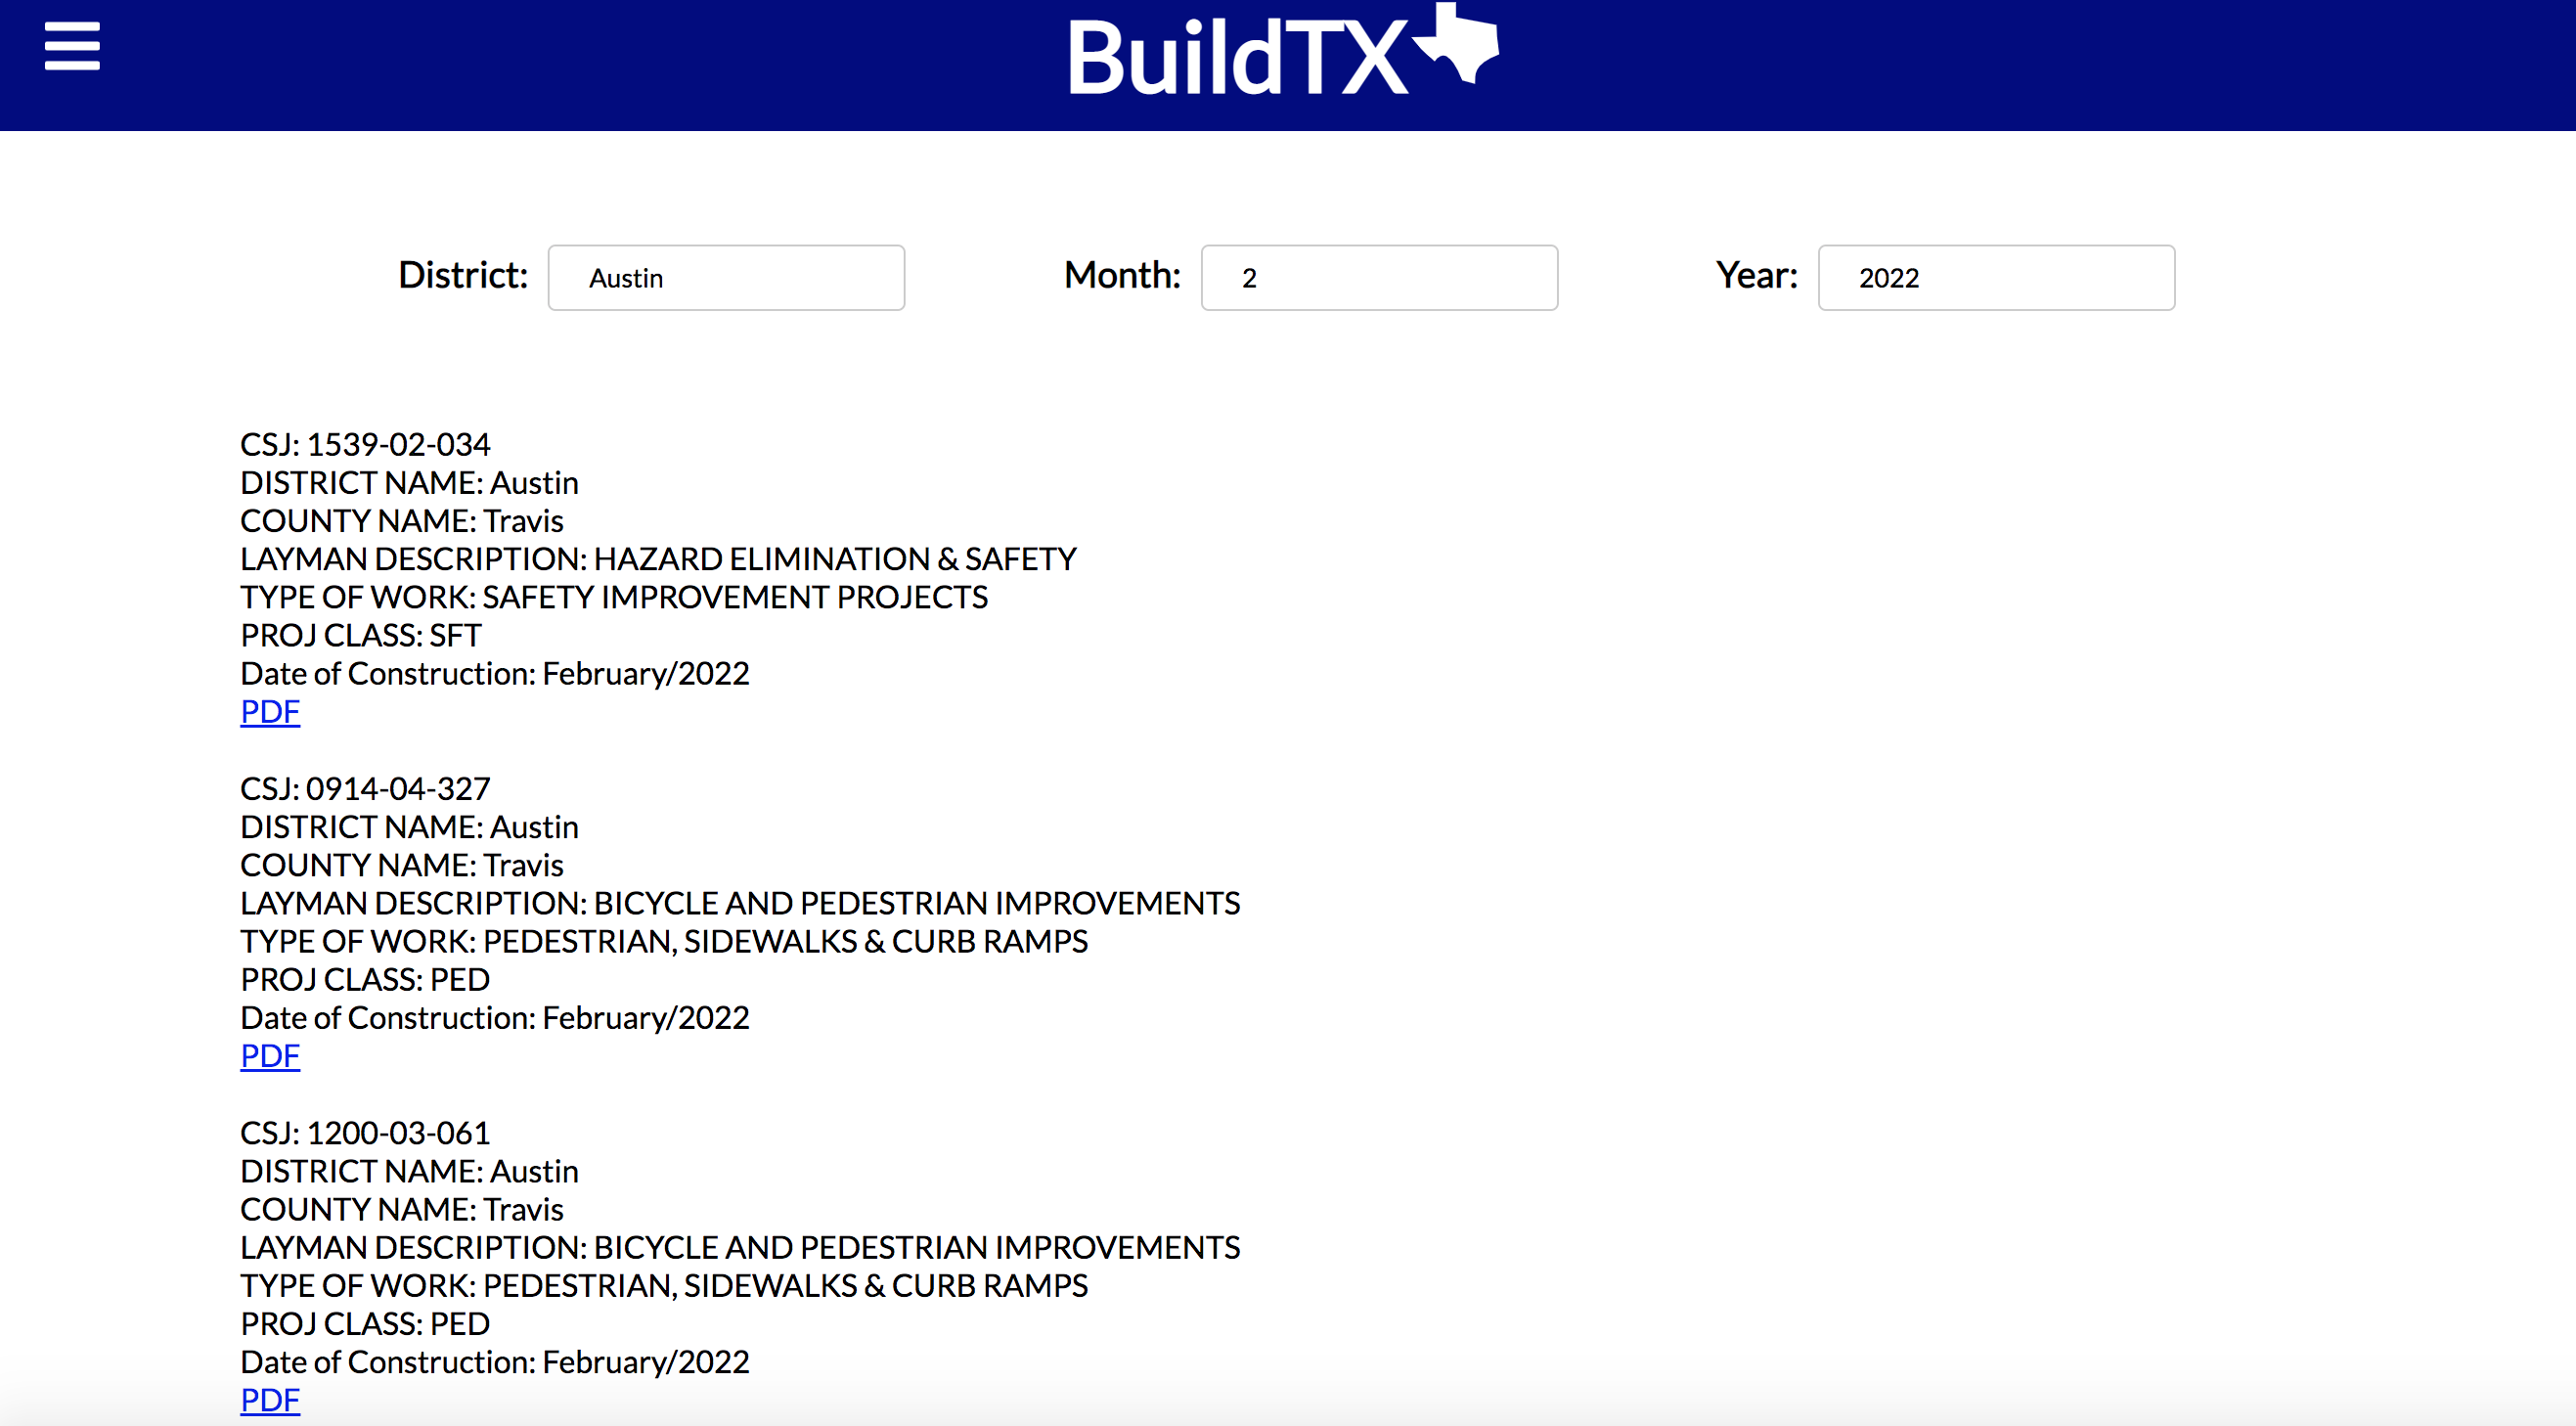 BuildTX
District: Austin Month: 2 Year: 2022
CSJ: 1539-02-034
DISTRICT NAME: Austin
COUNTY NAME: Travis
LAYMAN DESCRIPTION: HAZARD ELIMINATION & SAFETY
TYPE OF WORK: SAFETY IMPROVEMENT PROJECTS
PROJ CLASS: SFT
Date of Construction: February/2022
PDF
CSJ: 0914-04-327
DISTRICT NAME: Austin
COUNTY NAME: Travis
LAYMAN DESCRIPTION: BICYCLE AND PEDESTRIAN IMPROVEMENTS
TYPE OF WORK: PEDESTRIAN, SIDEWALKS & CURB RAMPS
PROJ CLASS: PED
Date of Construction: February/2022
PDF
CSJ: 1200-03-061
DISTRICT NAME: Austin
COUNTY NAME: Travis
LAYMAN DESCRIPTION: BICYCLE AND PEDESTRIAN IMPROVEMENTS
TYPE OF WORK: PEDESTRIAN, SIDEWALKS & CURB RAMPS
PROJ CLASS: PED
Date of Construction: February/2022
PDF